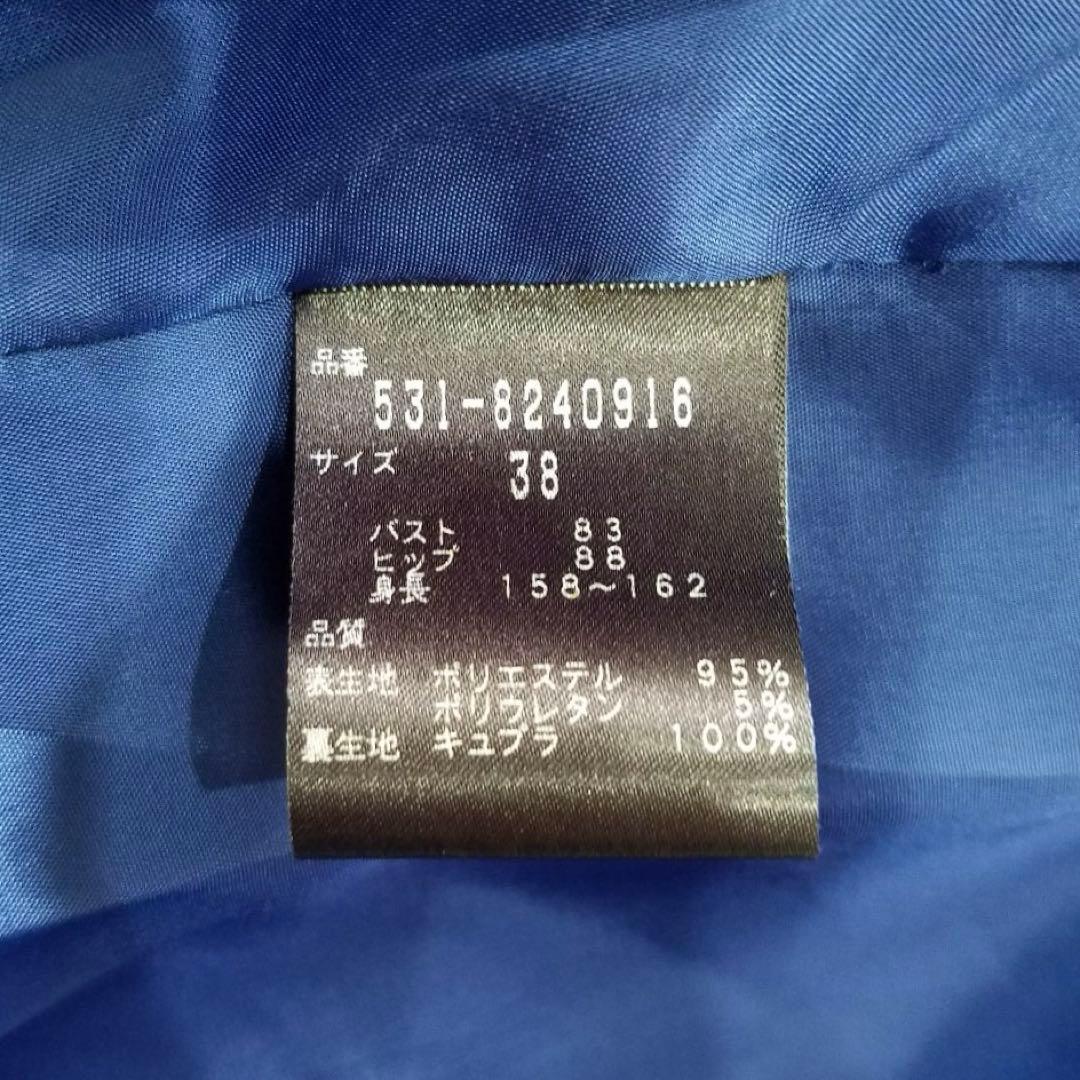 品番
531-8240916
サイズ 38
バスト 83
ヒップ 88
身長 158～162
品質
表生地 ポリエステル 95%
ポリウレタン 5%
裏生地 キュプラ 100%